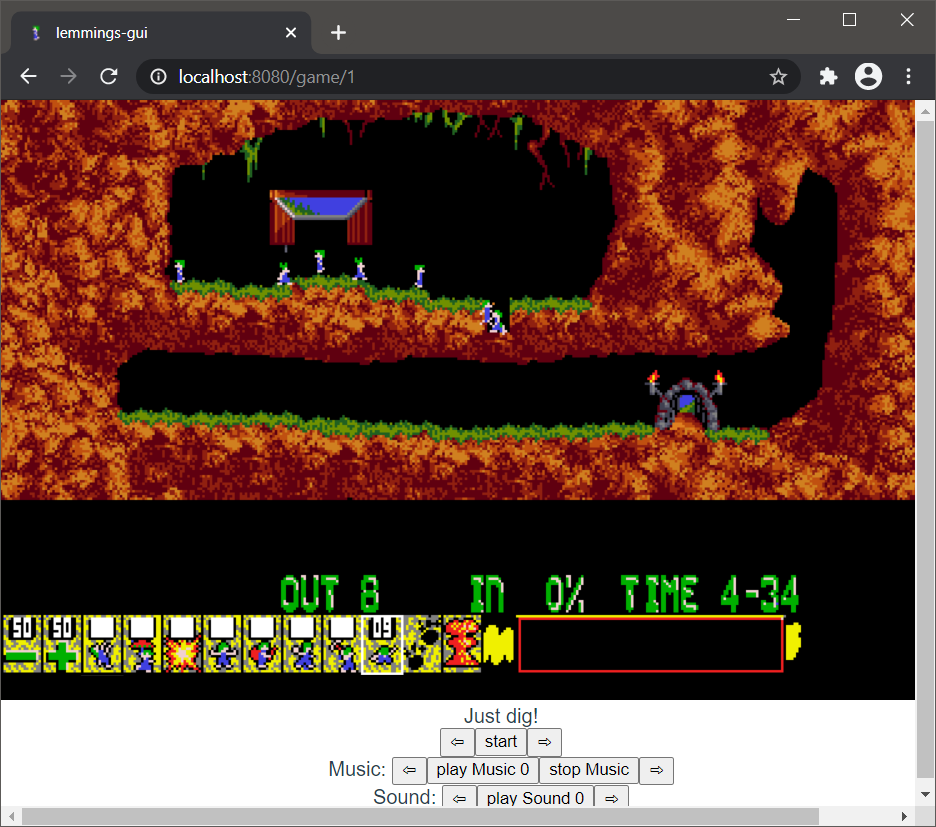 lemmings-gui
localhost:8080/game/1
OUT 8 IN 0% TIME 4-34
50 50 03
Just dig!
⇦ start ⇨
Music: ⇦ play Music 0 stop Music ⇨
Sound: ⇦ play Sound 0 ⇨